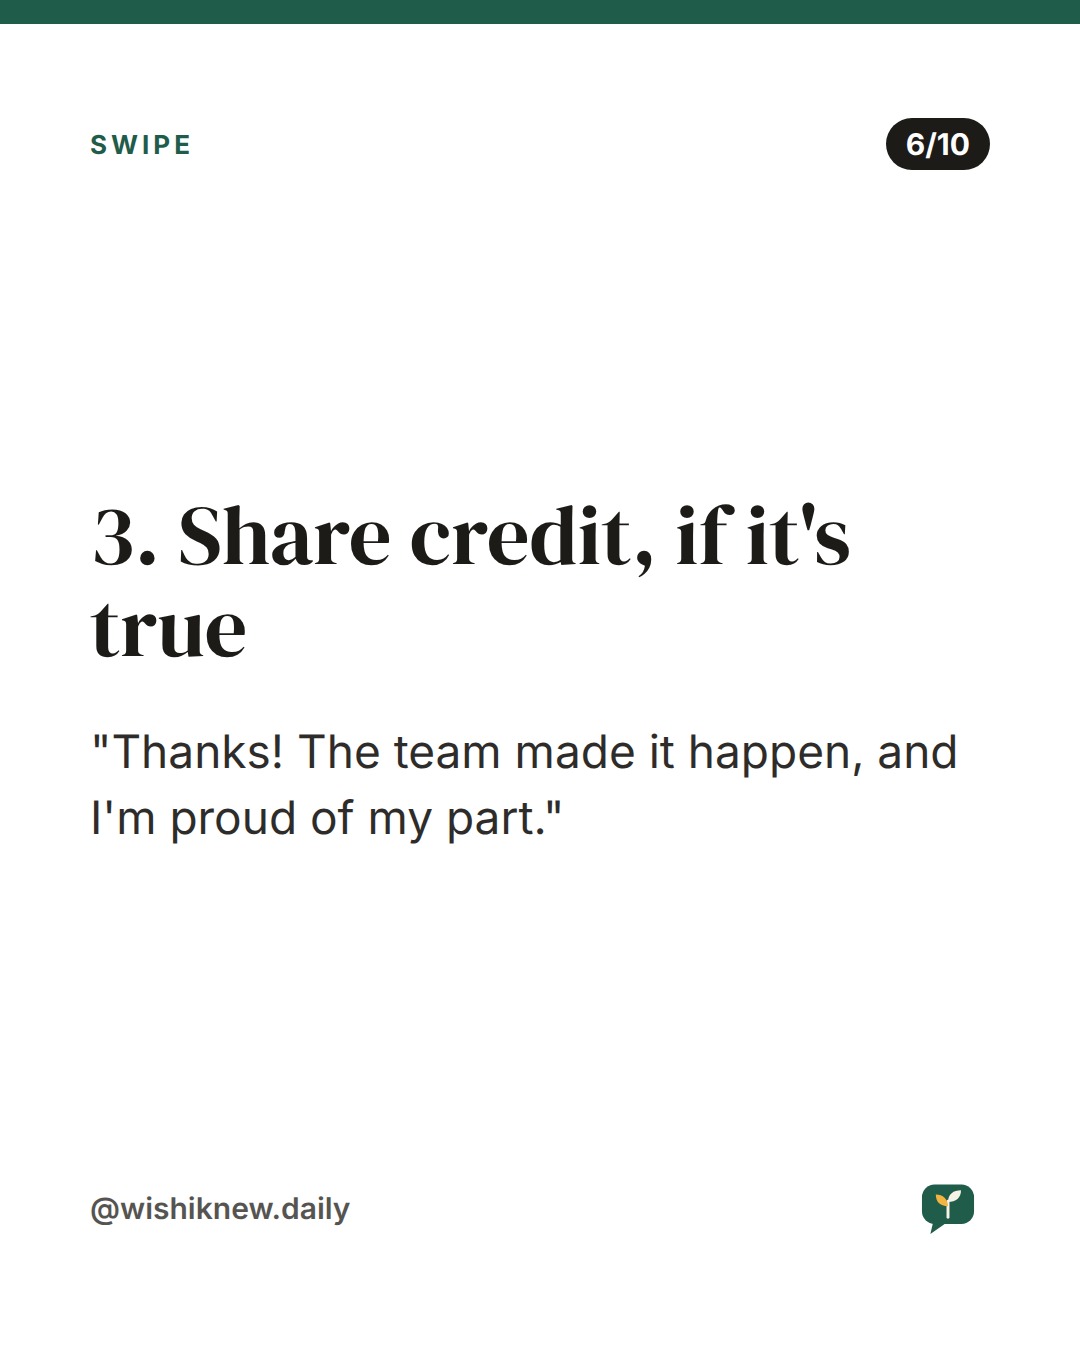 SWIPE
6/10
3. Share credit, if it's
true
"Thanks! The team made it happen, and
I'm proud of my part."
@wishiknew.daily